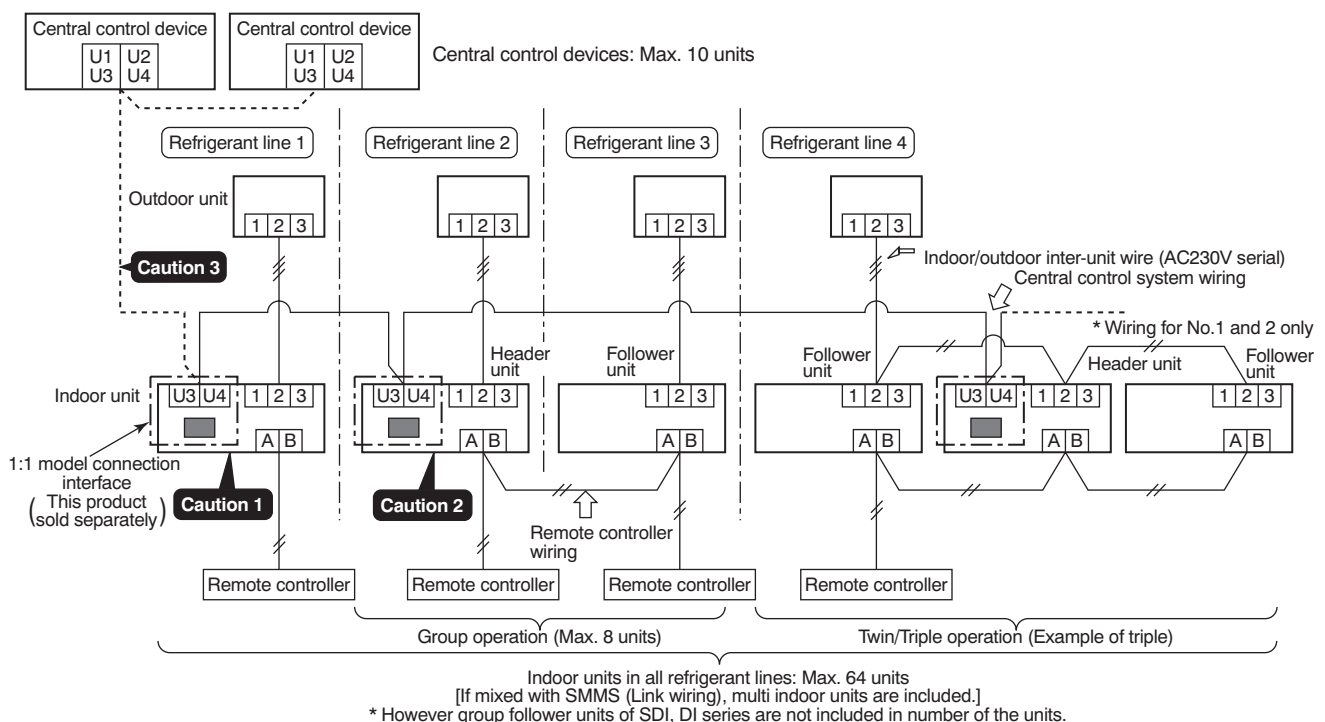 Central control device
U1 U2
U3 U4
Central control device
U1 U2
U3 U4
Central control devices: Max. 10 units
Refrigerant line 1
Refrigerant line 2
Refrigerant line 3
Refrigerant line 4
Outdoor unit
1 2 3
1 2 3
1 2 3
1 2 3
Caution 3
Indoor/outdoor inter-unit wire (AC230V serial)
Central control system wiring
* Wiring for No.1 and 2 only
Header
unit
Follower
unit
Follower
unit
Header unit
Follower
unit
Indoor unit
U3 U4 1 2 3
A B
U3 U4 1 2 3
A B
1 2 3
A B
1 2 3
A B
U3 U4 1 2 3
A B
1 2 3
A B
1:1 model connection
interface
(This product
sold separately)
Caution 1
Caution 2
Remote controller
wiring
Remote controller
Remote controller
Remote controller
Remote controller
Group operation (Max. 8 units)
Twin/Triple operation (Example of triple)
Indoor units in all refrigerant lines: Max. 64 units
[If mixed with SMMS (Link wiring), multi indoor units are included.]
* However group follower units of SDI, DI series are not included in number of the units.